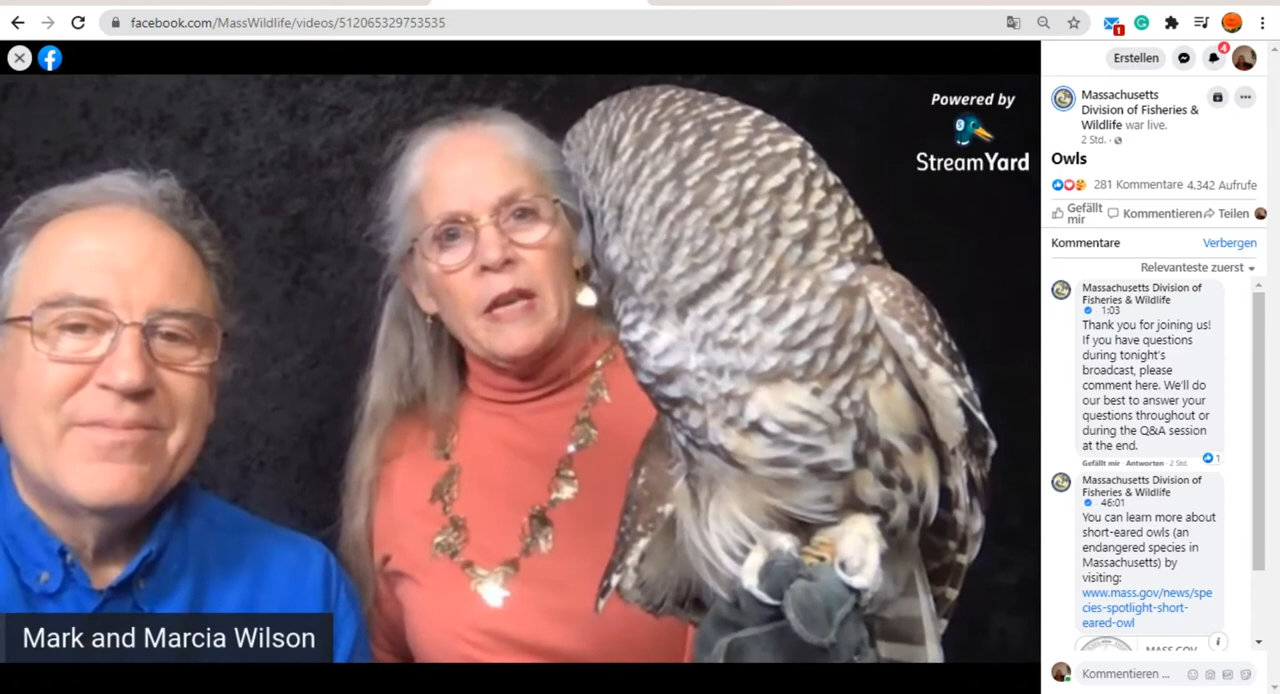 facebook.com/MassWildlife/videos/512065329753535
1
Erstellen
4
Powered by
StreamYard
Mark and Marcia Wilson
Massachusetts
Division of Fisheries &
Wildlife war live.
2 Std. ·
Owls
281 Kommentare 4.342 Aufrufe
Gefällt mir
Kommentieren
Teilen
Kommentare
Verbergen
Relevanteste zuerst
Massachusetts Division of
Fisheries & Wildlife
· 1:03
Thank you for joining us!
If you have questions
during tonight's
broadcast, please
comment here. We'll do
our best to answer your
questions throughout or
during the Q&A session
at the end.
1
Gefällt mir · Antworten · 2 Std.
Massachusetts Division of
Fisheries & Wildlife
· 46:01
You can learn more about
short-eared owls (an
endangered species in
Massachusetts) by
visiting:
www.mass.gov/news/spe
cies-spotlight-short-
eared-owl
MASS.GOV
Kommentieren ...